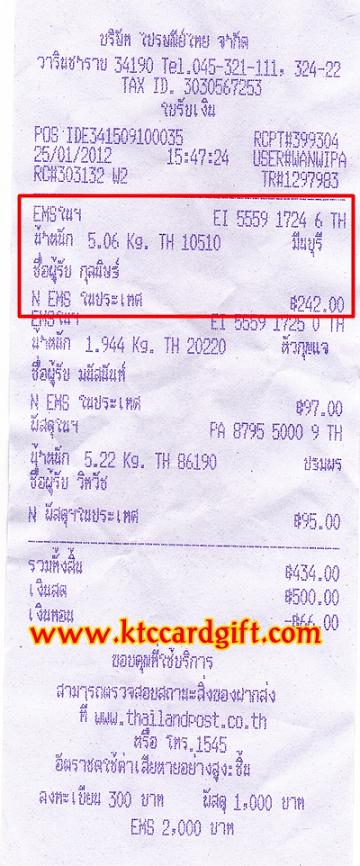 บริษัท ไปรษณีย์ไทย จำกัด
วารินชำราบ 34190 Tel.045-321-111, 324-22
TAX ID. 3030567253
ใบรับเงิน
POS IDE341509100035 RCPT#399304
25/01/2012 15:47:24 USER#WANWIPA
RC#303132 W2 TR#1297983
EMSในฯ EI 5559 1724 6 TH
น้ำหนัก 5.06 Kg. TH 10510 มีนบุรี
ชื่อผู้รับ กุลมิษธ์
N EMS ในประเทศ ฿242.00
EMSในฯ EI 5559 1725 0 TH
น้ำหนัก 1.944 Kg. TH 20220 หัวกุญแจ
ชื่อผู้รับ มนัสนันท์
N EMS ในประเทศ ฿97.00
พัสดุในฯ PA 8795 5000 9 TH
น้ำหนัก 5.22 Kg. TH 86190 ปะทิว
ชื่อผู้รับ วิทวัช
N พัสดุฯในประเทศ ฿95.00
รวมทั้งสิ้น ฿434.00
เงินสด ฿500.00
เงินทอน -฿66.00
www.ktccardgift.com
ขอบคุณที่ใช้บริการ
สามารถตรวจสอบสถานะสิ่งของฝากส่ง
ที่ www.thailandpost.co.th
หรือ โทร.1545
อัตราชดใช้ค่าเสียหายอย่างสูง:ชิ้น
ลงทะเบียน 300 บาท พัสดุ 1,000 บาท
EMS 2,000 บาท